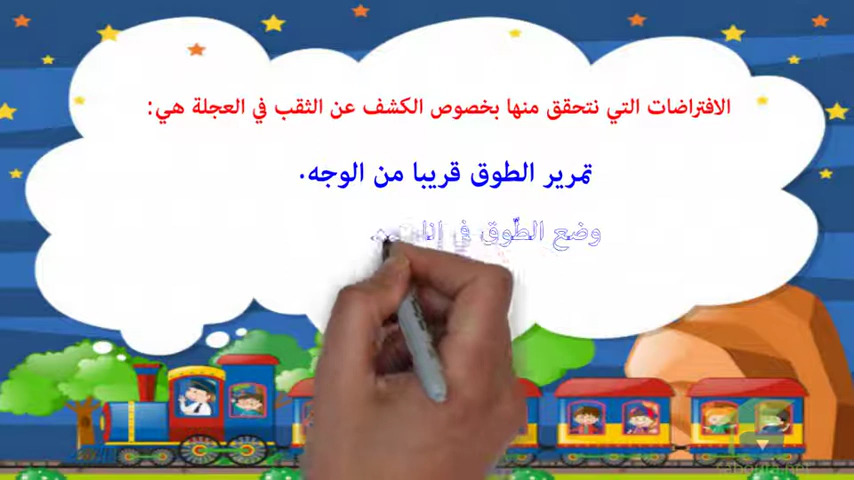 الافتراضات التي نتحقق منها بخصوص الكشف عن الثقب في العجلة هي:
تمرير الطوق قريبا من الوجه.
وضع الطّوق في